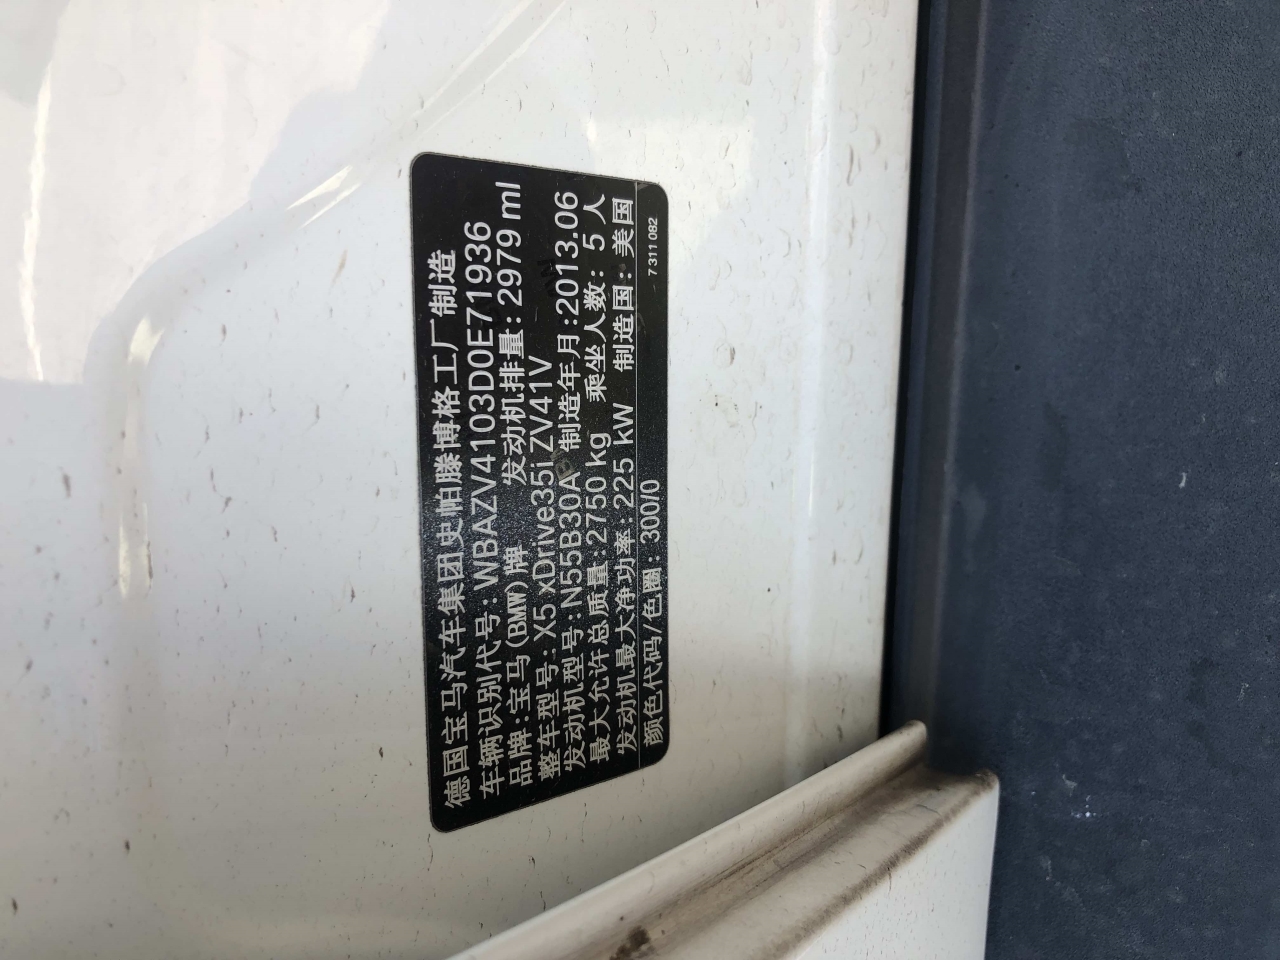 德国宝马汽车集团史帕滕博格工厂制造
车辆识别代号:WBAZV4103D0E71936
品牌:宝马(BMW)牌 发动机排量:2979 ml
整车型号:X5 xDrive35i ZV41V
发动机型号:N55B30A 制造年月:2013.06
最大允许总质量:2750 kg 乘坐人数: 5 人
发动机最大净功率:225 kW 制造国:美国
颜色代码/色圈: 300/0 7 311 082